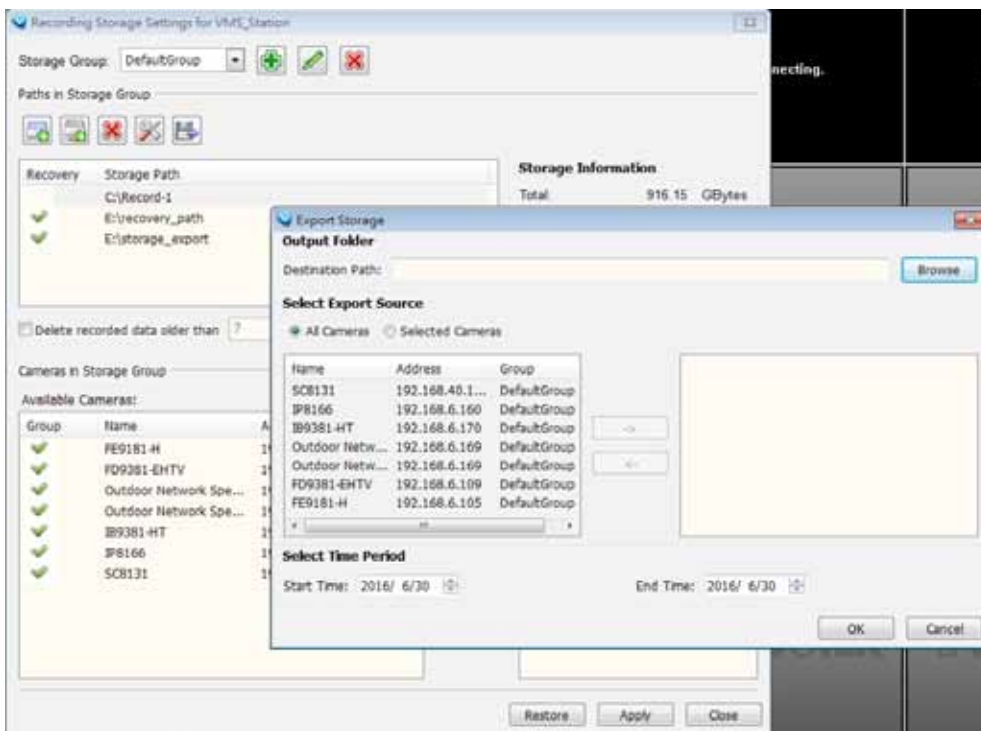 Recording Storage Settings for VMS_Station
Storage Group: DefaultGroup
necting.
Paths in Storage Group
Recovery Storage Path
C:\Record-1
E:\recovery_path
E:\storage_export
Storage Information
Total 916.15 GBytes
Delete recorded data older than 7
Cameras in Storage Group
Available Cameras:
Group Name A
FE9181-H 19
FD9381-EHTV 19
Outdoor Network Spe... 19
Outdoor Network Spe... 19
IB9381-HT 19
IP8166 19
SC8131 19
Restore Apply Close
Export Storage
Output Folder
Destination Path: Browse
Select Export Source
All Cameras Selected Cameras
Name Address Group
SC8131 192.168.40.1... DefaultGroup
IP8166 192.168.6.160 DefaultGroup
IB9381-HT 192.168.6.170 DefaultGroup
Outdoor Netw... 192.168.6.169 DefaultGroup
Outdoor Netw... 192.168.6.169 DefaultGroup
FD9381-EHTV 192.168.6.109 DefaultGroup
FE9181-H 192.168.6.105 DefaultGroup
->
<-
Select Time Period
Start Time: 2016/ 6/30 End Time: 2016/ 6/30
OK Cancel